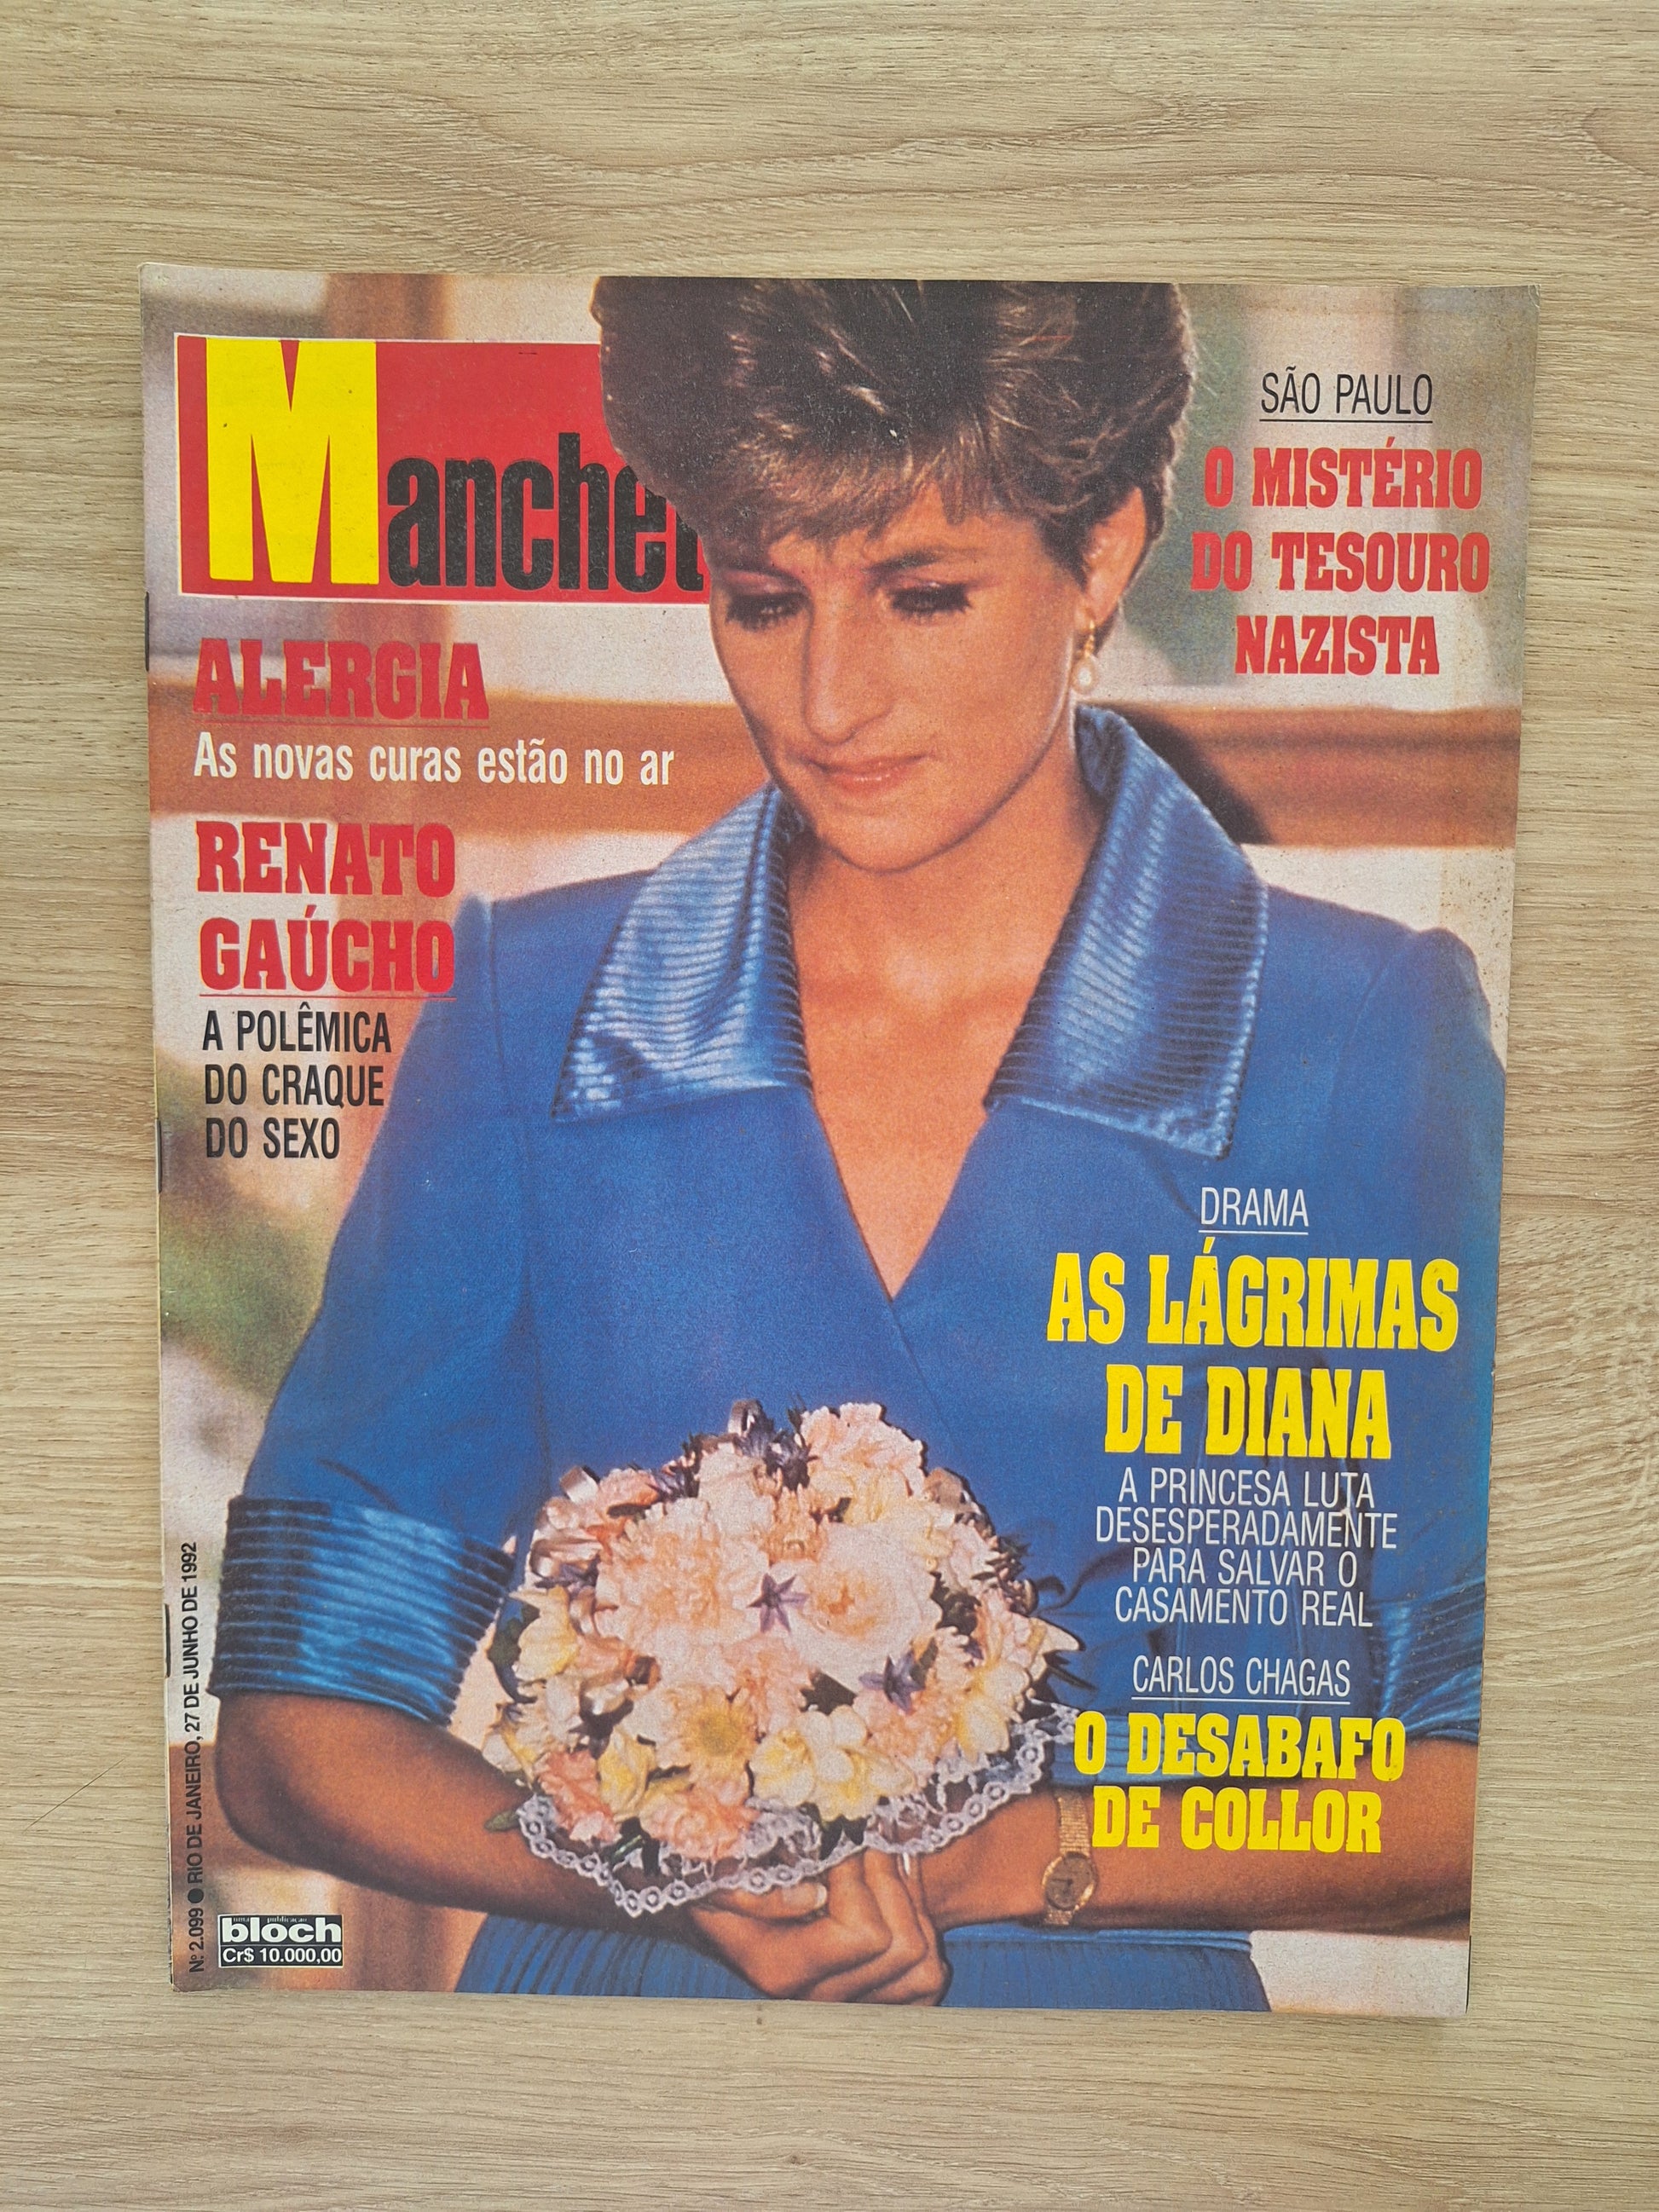 Manchet
SÃO PAULO
O MISTÉRIO
DO TESOURO
NAZISTA
ALERGIA
As novas curas estão no ar
RENATO
GAÚCHO
A POLÊMICA
DO CRAQUE
DO SEXO
DRAMA
AS LÁGRIMAS
DE DIANA
A PRINCESA LUTA
DESESPERADAMENTE
PARA SALVAR O
CASAMENTO REAL
CARLOS CHAGAS
O DESABAFO
DE COLLOR
Nº 2.099 ● RIO DE JANEIRO, 27 DE JUNHO DE 1992
uma publicação
bloch
Cr$ 10.000,00